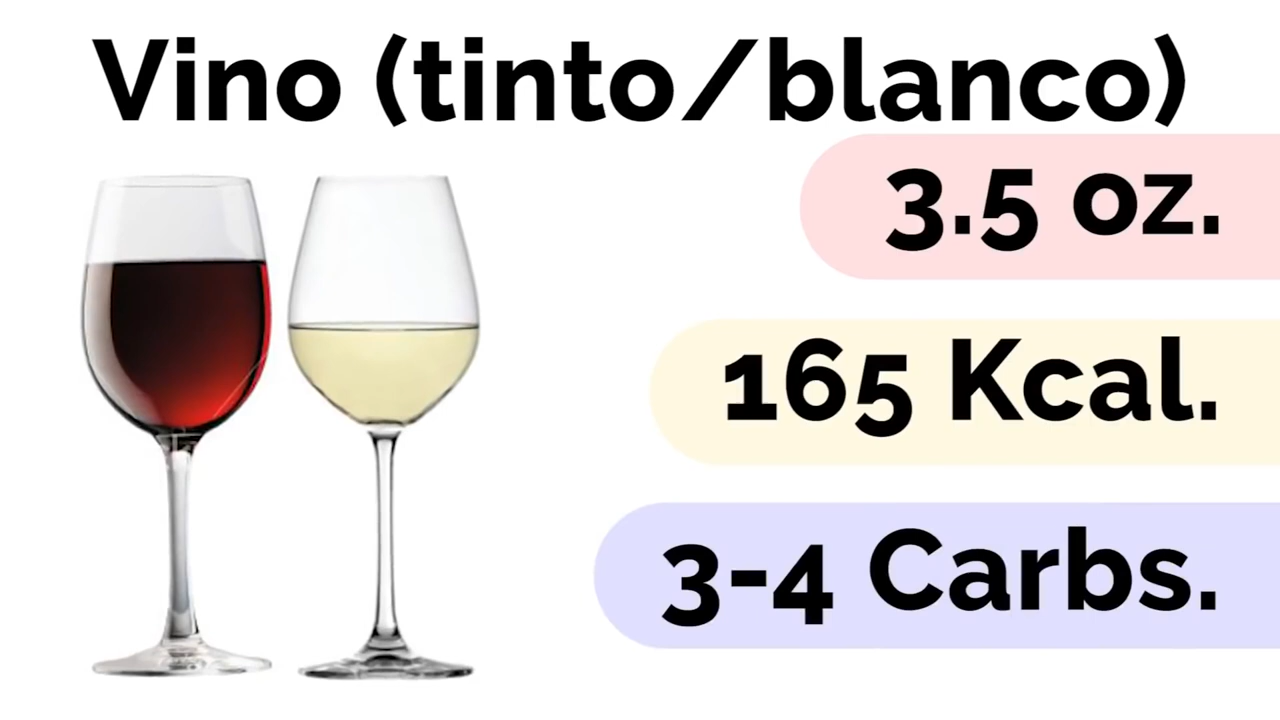 Vino (tinto/blanco)
3.5 oz.
165 Kcal.
3-4 Carbs.